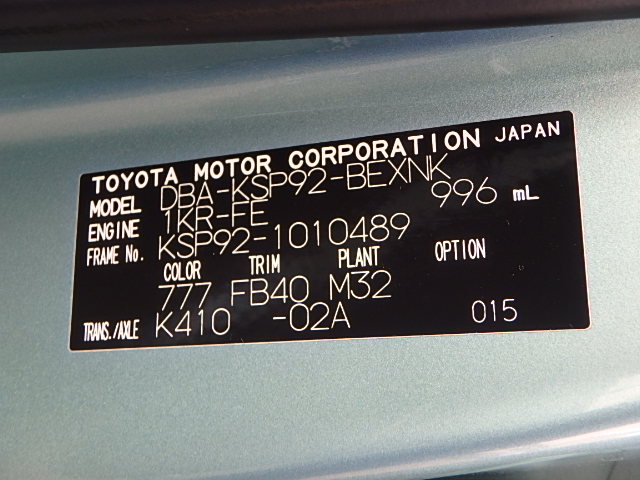 TOYOTA MOTOR CORPORATION JAPAN
MODEL DBA-KSP92-BEXNK
ENGINE 1KR-FE 996 mL
FRAME No. KSP92-1010489
COLOR TRIM PLANT OPTION
777 FB40 M32
TRANS./AXLE K410 -02A 015